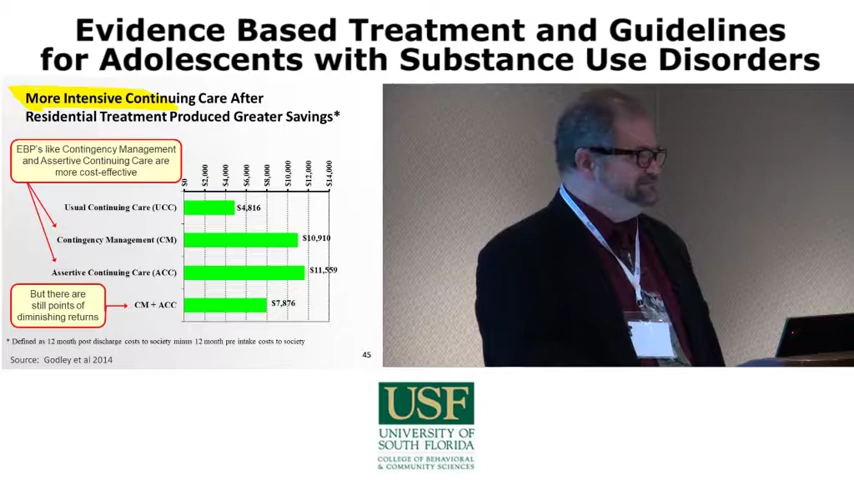 Evidence Based Treatment and Guidelines
for Adolescents with Substance Use Disorders
More Intensive Continuing Care After
Residential Treatment Produced Greater Savings*
EBP's like Contingency Management
and Assertive Continuing Care are
more cost-effective
$0
$2,000
$4,000
$6,000
$8,000
$10,000
$12,000
$14,000
Usual Continuing Care (UCC)
$4,816
Contingency Management (CM)
$10,910
Assertive Continuing Care (ACC)
$11,559
But there are
still points of
diminishing returns
CM + ACC
$7,876
* Defined as 12 month post discharge costs to society minus 12 month pre intake costs to society
Source: Godley et al 2014
45
USF
UNIVERSITY OF
SOUTH FLORIDA
COLLEGE OF BEHAVIORAL
& COMMUNITY SCIENCES